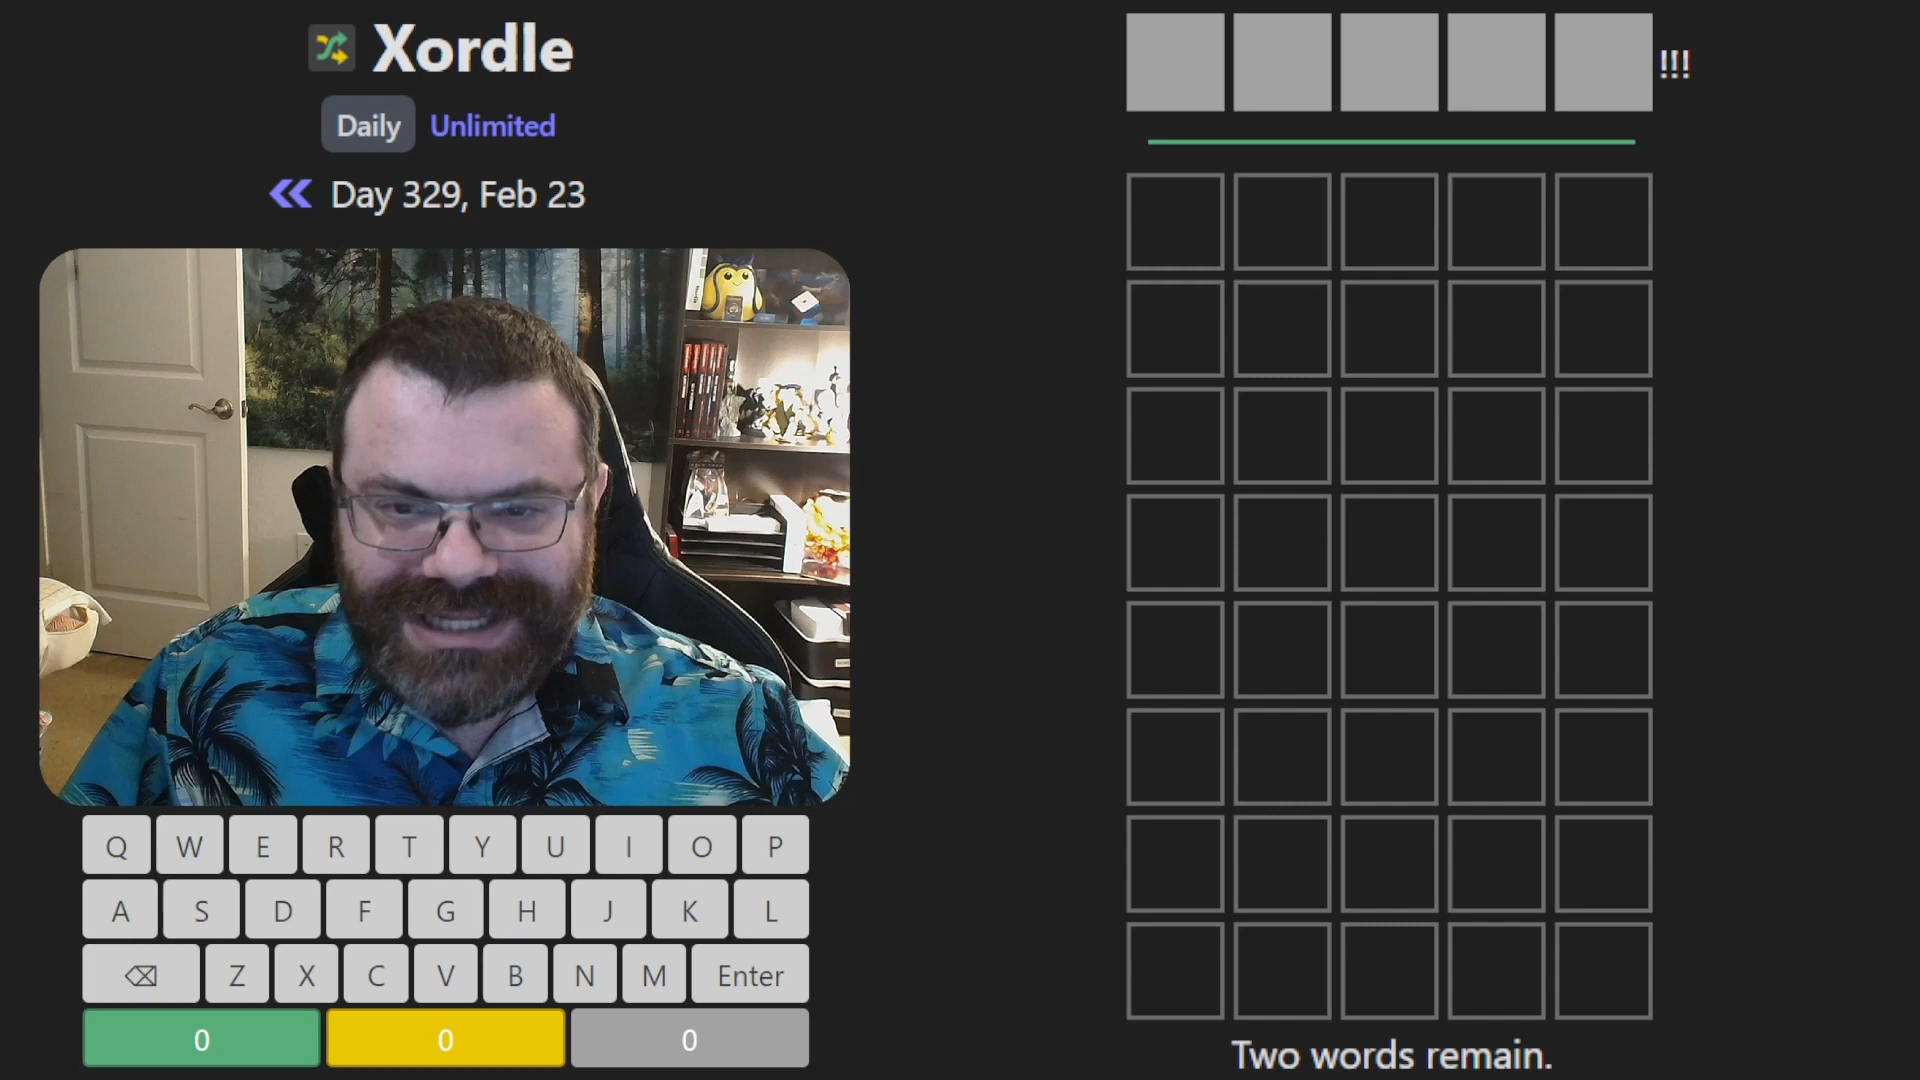 Xordle
Daily Unlimited
Day 329, Feb 23
!!!
Q W E R T Y U I O P
A S D F G H J K L
Z X C V B N M Enter
0 0 0
Two words remain.